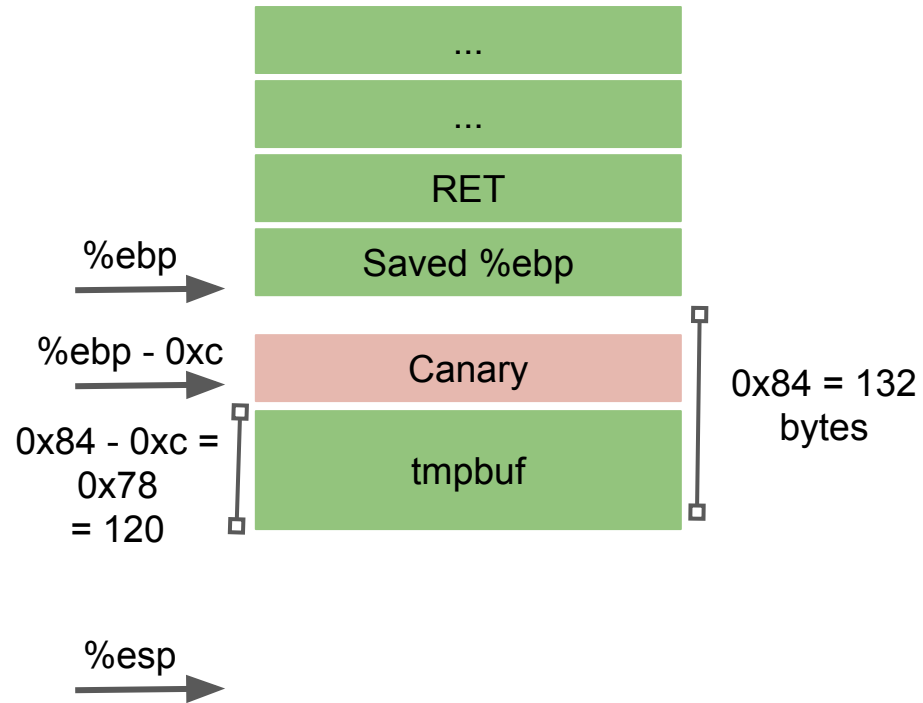 ...
...
RET
%ebp
Saved %ebp
%ebp - 0xc
Canary
0x84 = 132
bytes
0x84 - 0xc =
0x78
= 120
tmpbuf
%esp